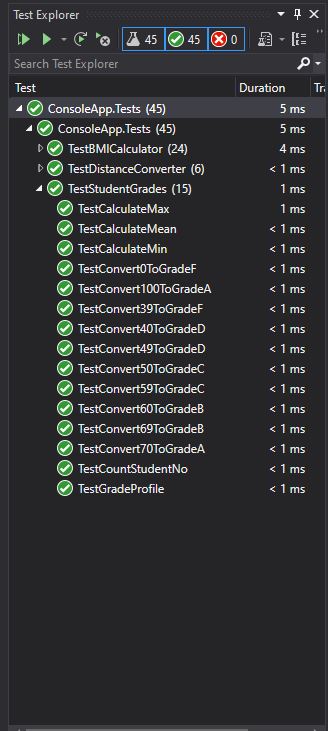 Test Explorer
45 45 0
Search Test Explorer
Test Duration Tra
ConsoleApp.Tests (45) 5 ms
ConsoleApp.Tests (45) 5 ms
TestBMICalculator (24) 4 ms
TestDistanceConverter (6) < 1 ms
TestStudentGrades (15) 1 ms
TestCalculateMax 1 ms
TestCalculateMean < 1 ms
TestCalculateMin < 1 ms
TestConvert0ToGradeF < 1 ms
TestConvert100ToGradeA < 1 ms
TestConvert39ToGradeF < 1 ms
TestConvert40ToGradeD < 1 ms
TestConvert49ToGradeD < 1 ms
TestConvert50ToGradeC < 1 ms
TestConvert59ToGradeC < 1 ms
TestConvert60ToGradeB < 1 ms
TestConvert69ToGradeB < 1 ms
TestConvert70ToGradeA < 1 ms
TestCountStudentNo < 1 ms
TestGradeProfile < 1 ms